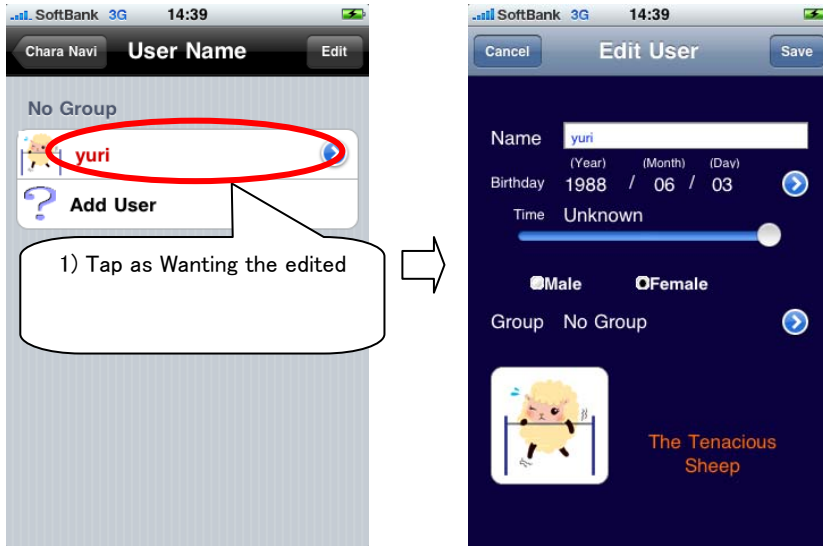 SoftBank 3G 14:39
Chara Navi User Name Edit
No Group
yuri
Add User
1) Tap as Wanting the edited
SoftBank 3G 14:39
Cancel Edit User Save
Name yuri
(Year) (Month) (Day)
Birthday 1988 / 06 / 03
Time Unknown
Male Female
Group No Group
The Tenacious
Sheep